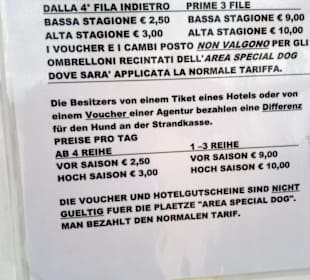 DALLA 4° FILA INDIETRO PRIME 3 FILE
BASSA STAGIONE € 2,50 BASSA STAGIONE € 9,00
ALTA STAGIONE € 3,00 ALTA STAGIONE € 10,00
I VOUCHER E I CAMBI POSTO NON VALGONO PER GLI
OMBRELLONI RECINTATI DELL'AREA SPECIAL DOG
DOVE SARA' APPLICATA LA NORMALE TARIFFA.
Die Besitzers von einem Tiket eines Hotels oder von
einem Voucher einer Agentur bezahlen eine Differenz
für den Hund an der Strandkasse.
PREISE PRO TAG
AB 4 REIHE 1 –3 REIHE
VOR SAISON € 2,50 VOR SAISON € 9,00
HOCH SAISON € 3,00 HOCH SAISON € 10,00
DIE VOUCHER UND HOTELGUTSCHEINE SIND NICHT
GUELTIG FUER DIE PLAETZE "AREA SPECIAL DOG".
MAN BEZAHLT DEN NORMALEN TARIF.